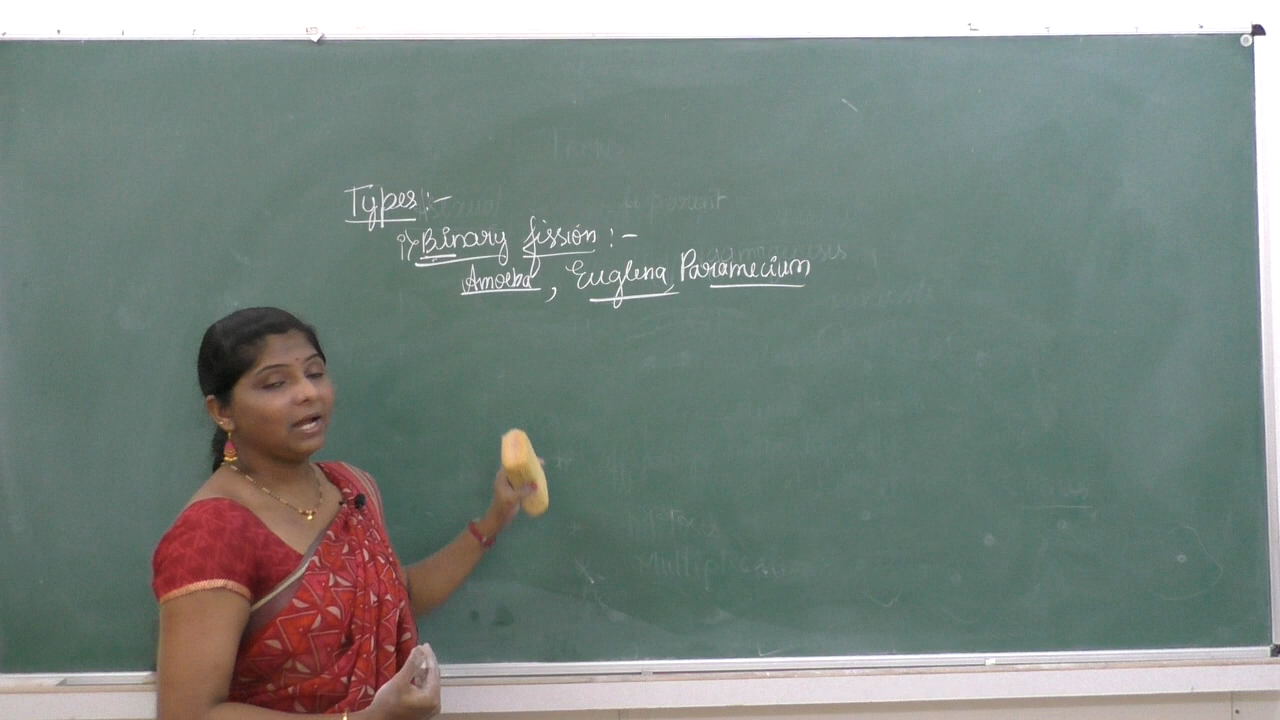 Types :-
i) Binary fission :-
Amoeba, Euglena, Paramecium